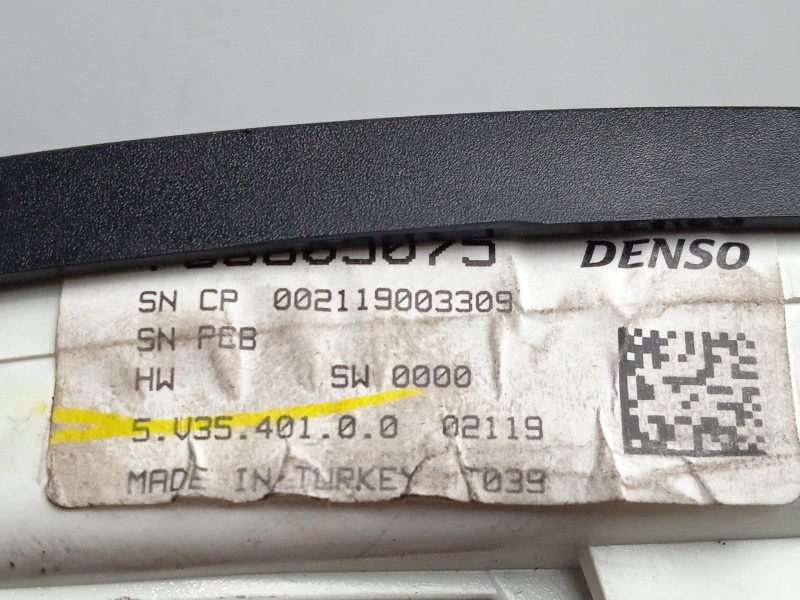 DENSO
SN CP 002119003309
SN PCB
HW SW 0000
5.V35.401.0.0 02119
MADE IN TURKEY T039